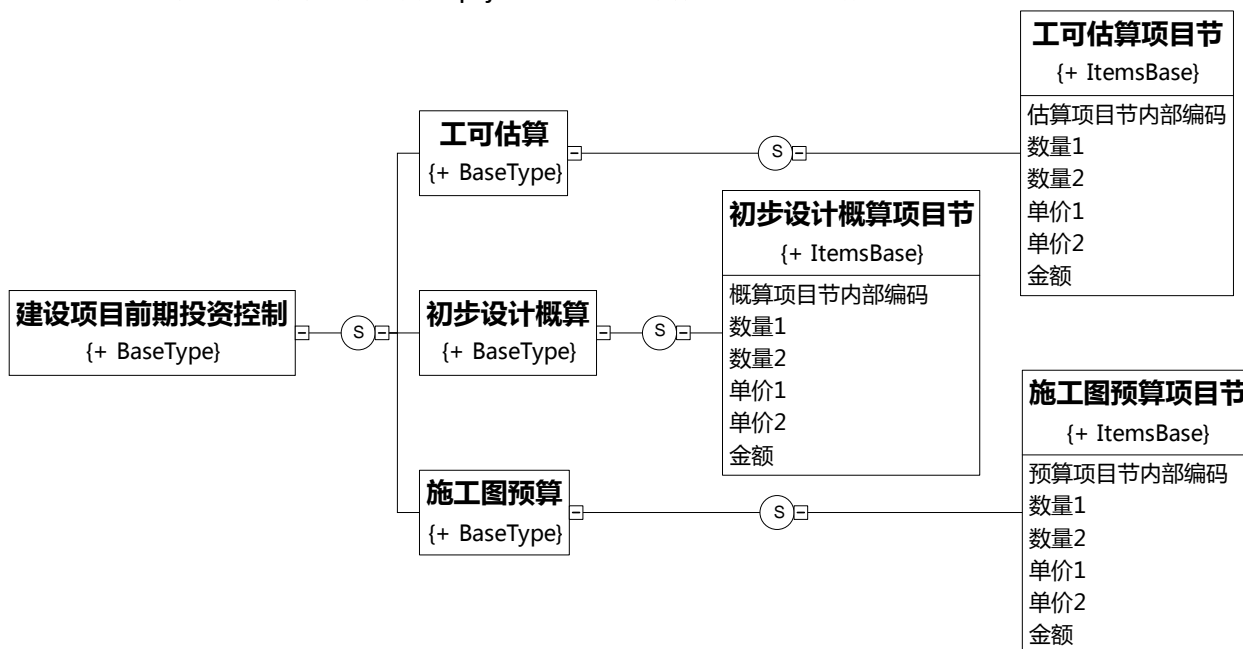 工可估算项目节
{+ ItemsBase}
估算项目节内部编码
数量1
数量2
单价1
单价2
金额
工可估算
{+ BaseType}
S
初步设计概算项目节
{+ ItemsBase}
概算项目节内部编码
数量1
数量2
单价1
单价2
金额
建设项目前期投资控制
{+ BaseType}
S
初步设计概算
{+ BaseType}
S
施工图预算项目节
{+ ItemsBase}
预算项目节内部编码
数量1
数量2
单价1
单价2
金额
施工图预算
{+ BaseType}
S